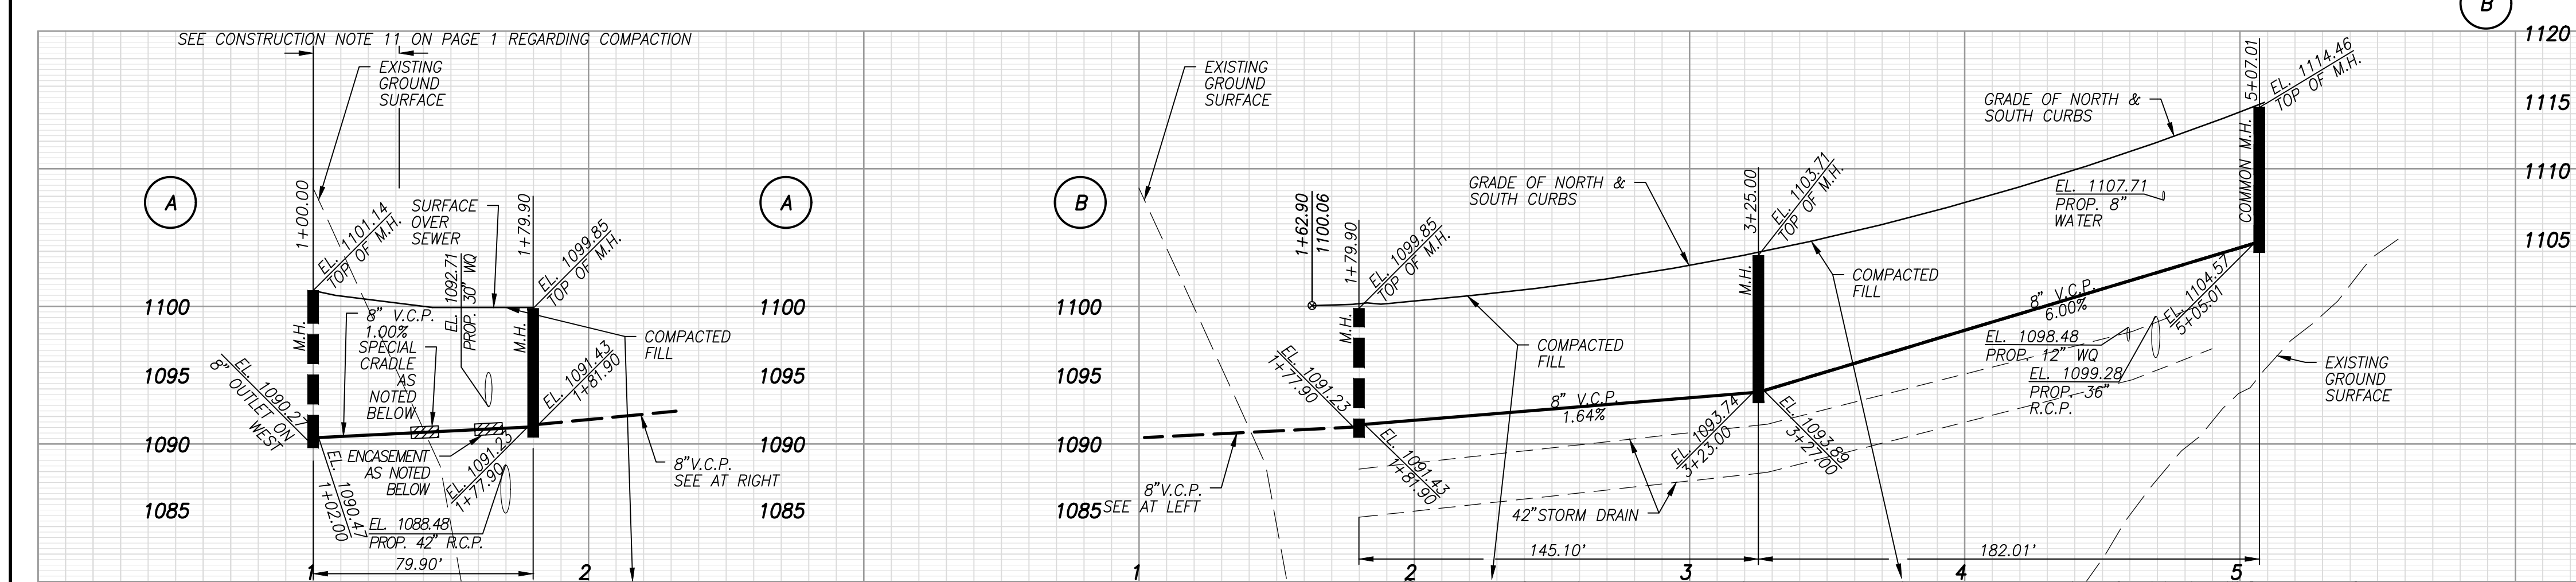 B
SEE CONSTRUCTION NOTE 11 ON PAGE 1 REGARDING COMPACTION
EXISTING
GROUND
SURFACE
A
1+00.00
EL. 1101.14
TOP OF M.H.
SURFACE
OVER
SEWER
1+79.90
EL. 1099.85
TOP OF M.H.
EL. 1092.71
PROP. 30" WQ
M.H.
8" V.C.P.
1.00%
SPECIAL
CRADLE
AS
NOTED
BELOW
M.H.
COMPACTED
FILL
EL. 1090.27
8" OUTLET ON
WEST
EL. 1091.43
1+81.90
ENCASEMENT
AS NOTED
BELOW
EL. 1091.23
1+77.90
EL. 1090.47
1+02.00
EL. 1088.48
PROP. 42" R.C.P.
8"V.C.P.
SEE AT RIGHT
79.90'
1100
1095
1090
1085
1
2
A
1100
1095
1090
1085
B
EXISTING
GROUND
SURFACE
1+62.90
1100.06
1+79.90
EL. 1099.85
TOP OF M.H.
GRADE OF NORTH &
SOUTH CURBS
3+25.00
EL. 1103.71
TOP OF M.H.
GRADE OF NORTH &
SOUTH CURBS
5+07.01
EL. 1114.46
TOP OF M.H.
COMMON M.H.
EL. 1107.71
PROP. 8"
WATER
M.H.
M.H.
COMPACTED
FILL
COMPACTED
FILL
EL. 1091.23
1+77.90
EL. 1091.43
1+81.90
8" V.C.P.
1.64%
EL. 1093.74
3+23.00
EL. 1093.89
3+27.00
8" V.C.P.
6.00%
EL. 1104.57
5+05.01
EL. 1098.48
PROP. 12" WQ
EL. 1099.28
PROP. 36"
R.C.P.
EXISTING
GROUND
SURFACE
8"V.C.P.
SEE AT LEFT
42"STORM DRAIN
145.10'
182.01'
1100
1095
1090
1085
1
2
3
4
5
1120
1115
1110
1105